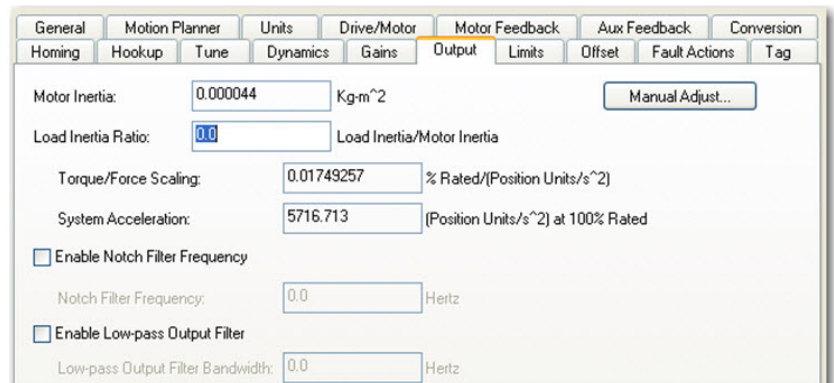 General Motion Planner Units Drive/Motor Motor Feedback Aux Feedback Conversion
Homing Hookup Tune Dynamics Gains Output Limits Offset Fault Actions Tag
Motor Inertia: 0.000044 Kg-m^2 Manual Adjust...
Load Inertia Ratio: 0.0 Load Inertia/Motor Inertia
Torque/Force Scaling: 0.01749257 % Rated/(Position Units/s^2)
System Acceleration: 5716.713 (Position Units/s^2) at 100% Rated
Enable Notch Filter Frequency
Notch Filter Frequency: 0.0 Hertz
Enable Low-pass Output Filter
Low-pass Output Filter Bandwidth: 0.0 Hertz